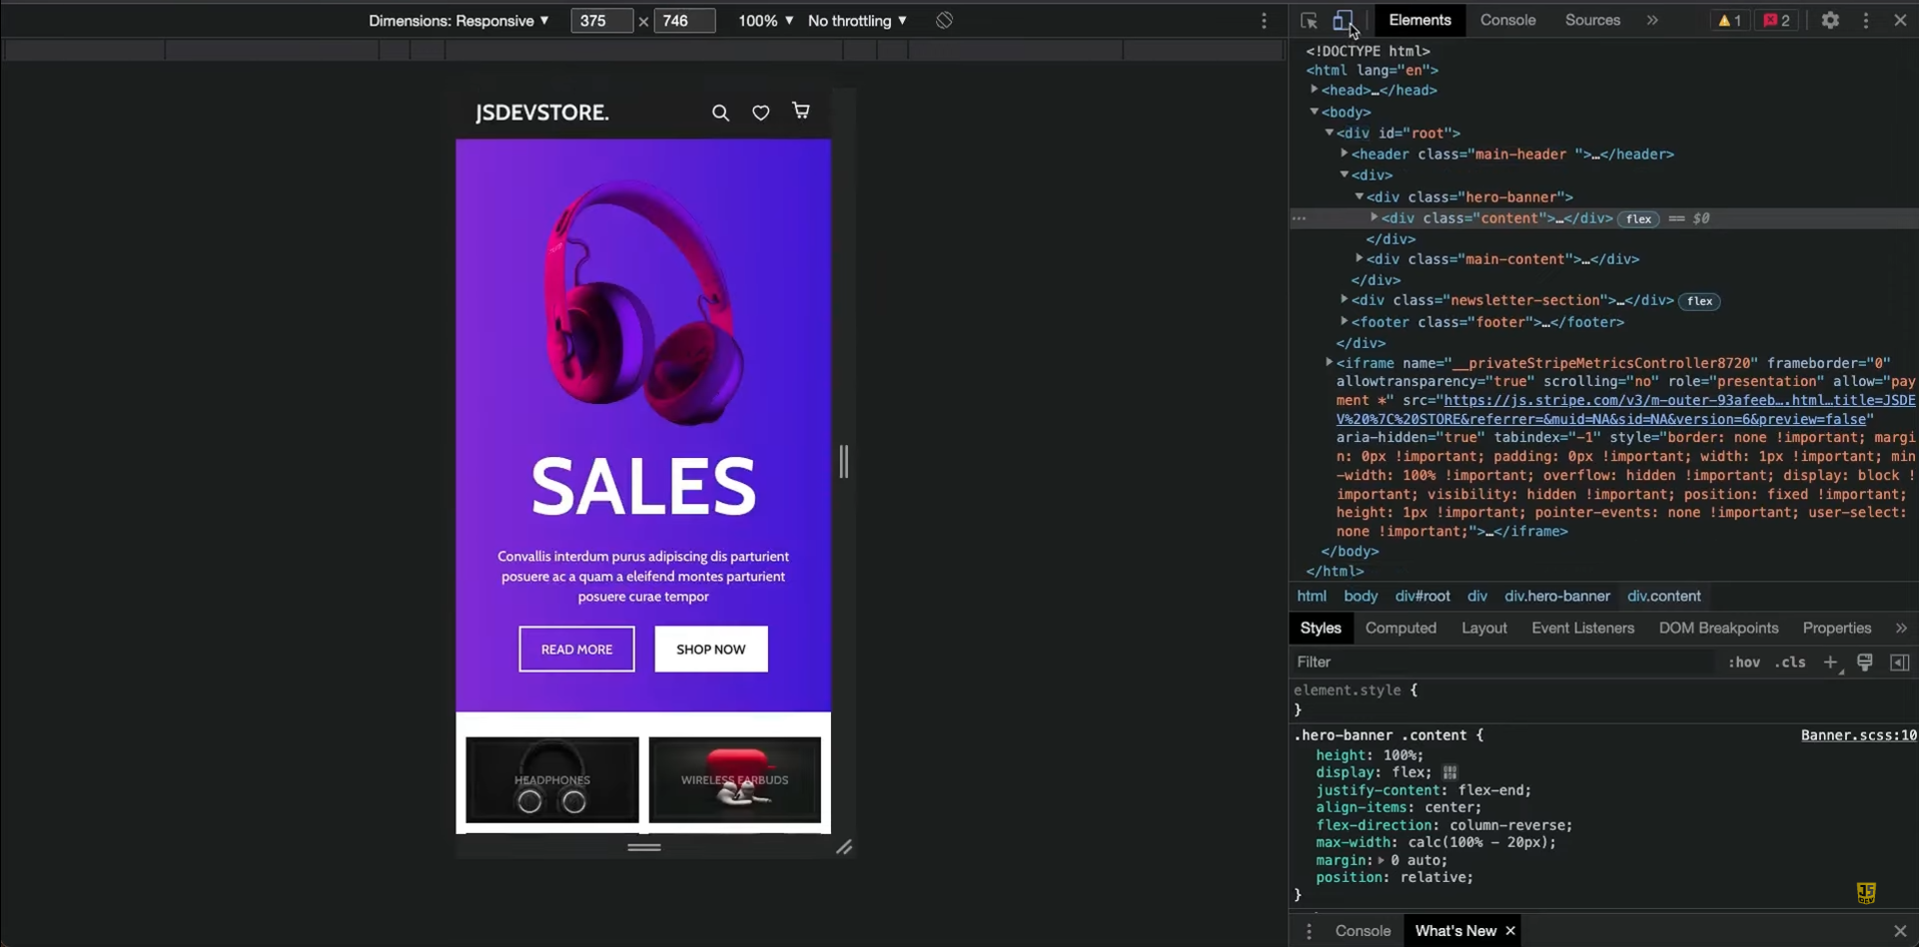 Dimensions: Responsive ▼ 375 × 746 100% ▼ No throttling ▼
JSDEVSTORE.
SALES
Convallis interdum purus adipiscing dis parturient
posuere ac a quam a eleifend montes parturient
posuere curae tempor
READ MORE SHOP NOW
HEADPHONES WIRELESS EARBUDS
Elements Console Sources » 1 2
<!DOCTYPE html>
<html lang="en">
<head>…</head>
<body>
<div id="root">
<header class="main-header ">…</header>
<div>
<div class="hero-banner">
<div class="content">…</div> flex == $0
</div>
<div class="main-content">…</div>
</div>
<div class="newsletter-section">…</div> flex
<footer class="footer">…</footer>
</div>
<iframe name="__privateStripeMetricsController8720" frameborder="0"
allowtransparency="true" scrolling="no" role="presentation" allow="pay
ment *" src="https://js.stripe.com/v3/m-outer-93afeeb….html…title=JSDE
V%20%7C%20STORE&referrer=&muid=NA&sid=NA&version=6&preview=false"
aria-hidden="true" tabindex="-1" style="border: none !important; margi
n: 0px !important; padding: 0px !important; width: 1px !important; min
-width: 100% !important; overflow: hidden !important; display: block !
important; visibility: hidden !important; position: fixed !important;
height: 1px !important; pointer-events: none !important; user-select:
none !important;">…</iframe>
</body>
</html>
html body div#root div div.hero-banner div.content
Styles Computed Layout Event Listeners DOM Breakpoints Properties »
Filter :hov .cls +
element.style {
}
.hero-banner .content { Banner.scss:10
height: 100%;
display: flex;
justify-content: flex-end;
align-items: center;
flex-direction: column-reverse;
max-width: calc(100% - 20px);
margin: 0 auto;
position: relative;
}
JS
DEV
Console What's New ×